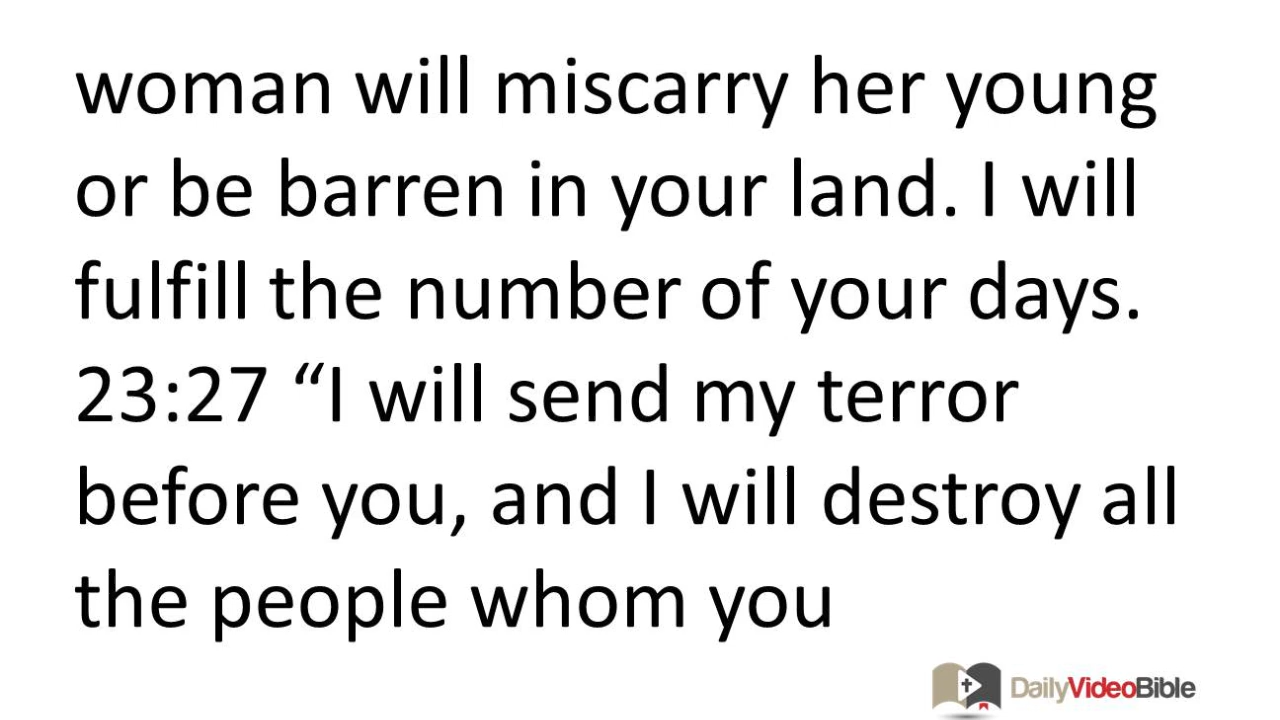 woman will miscarry her young
or be barren in your land. I will
fulfill the number of your days.
23:27 “I will send my terror
before you, and I will destroy all
the people whom you
DailyVideoBible